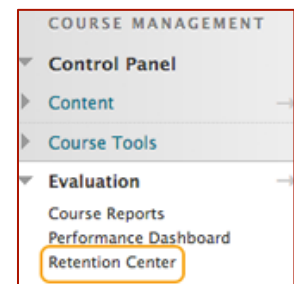 COURSE MANAGEMENT
Control Panel
Content
Course Tools
Evaluation
Course Reports
Performance Dashboard
Retention Center